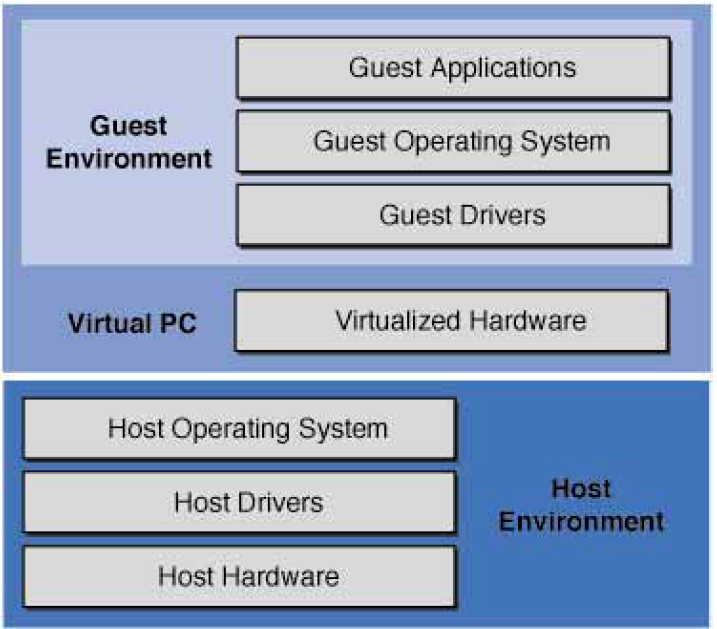 Guest Applications
Guest
Environment
Guest Operating System
Guest Drivers
Virtual PC
Virtualized Hardware
Host Operating System
Host Drivers
Host
Environment
Host Hardware